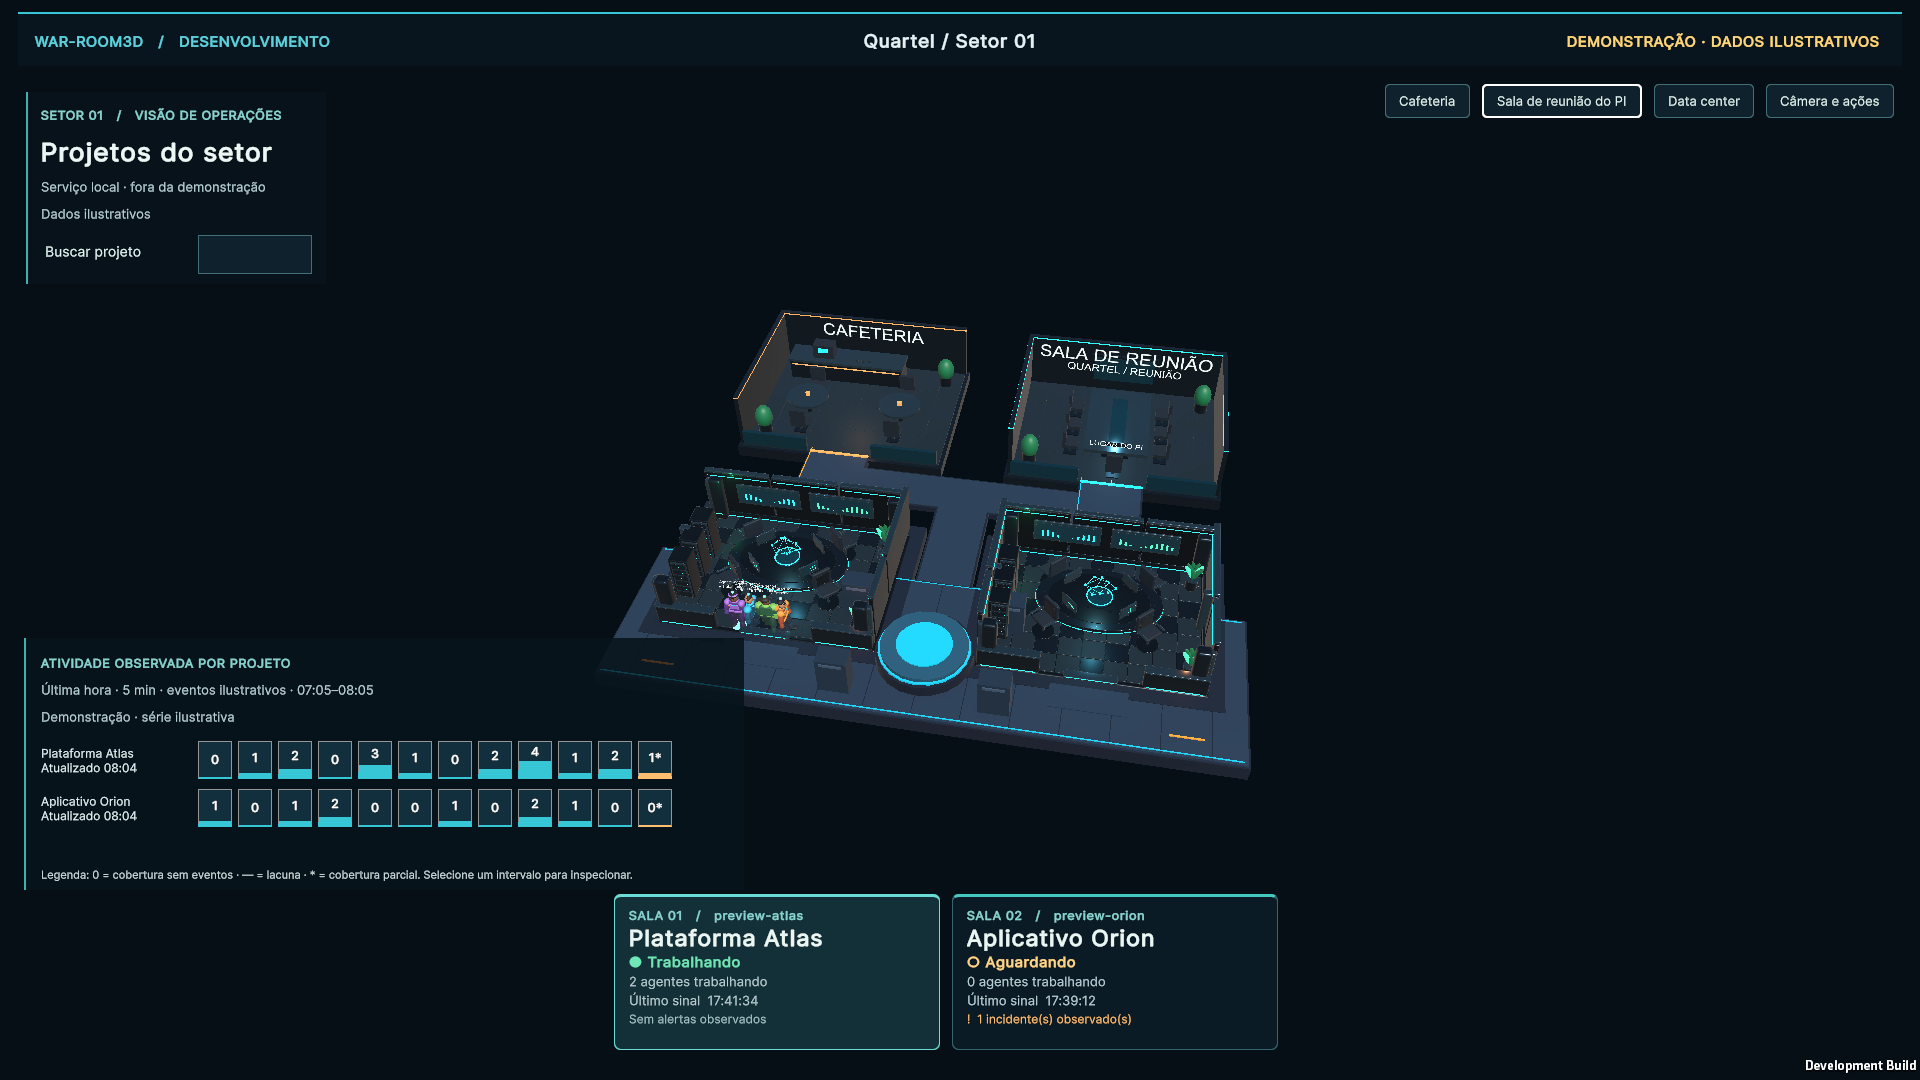 WAR-ROOM3D / DESENVOLVIMENTO
Quartel / Setor 01
DEMONSTRAÇÃO · DADOS ILUSTRATIVOS
Cafeteria
Sala de reunião do PI
Data center
Câmera e ações
SETOR 01 / VISÃO DE OPERAÇÕES
Projetos do setor
Serviço local · fora da demonstração
Dados ilustrativos
Buscar projeto
CAFETERIA
SALA DE REUNIÃO
QUARTEL / REUNIÃO
LUGAR DO PI
ATIVIDADE OBSERVADA POR PROJETO
Última hora · 5 min · eventos ilustrativos · 07:05–08:05
Demonstração · série ilustrativa
Plataforma Atlas
Atualizado 08:04
0 1 2 0 3 1 0 2 4 1 2 1*
Aplicativo Orion
Atualizado 08:04
1 0 1 2 0 0 1 0 2 1 0 0*
Legenda: 0 = cobertura sem eventos · — = lacuna · * = cobertura parcial. Selecione um intervalo para inspecionar.
SALA 01 / preview-atlas
Plataforma Atlas
Trabalhando
2 agentes trabalhando
Último sinal 17:41:34
Sem alertas observados
SALA 02 / preview-orion
Aplicativo Orion
Aguardando
0 agentes trabalhando
Último sinal 17:39:12
! 1 incidente(s) observado(s)
Development Build